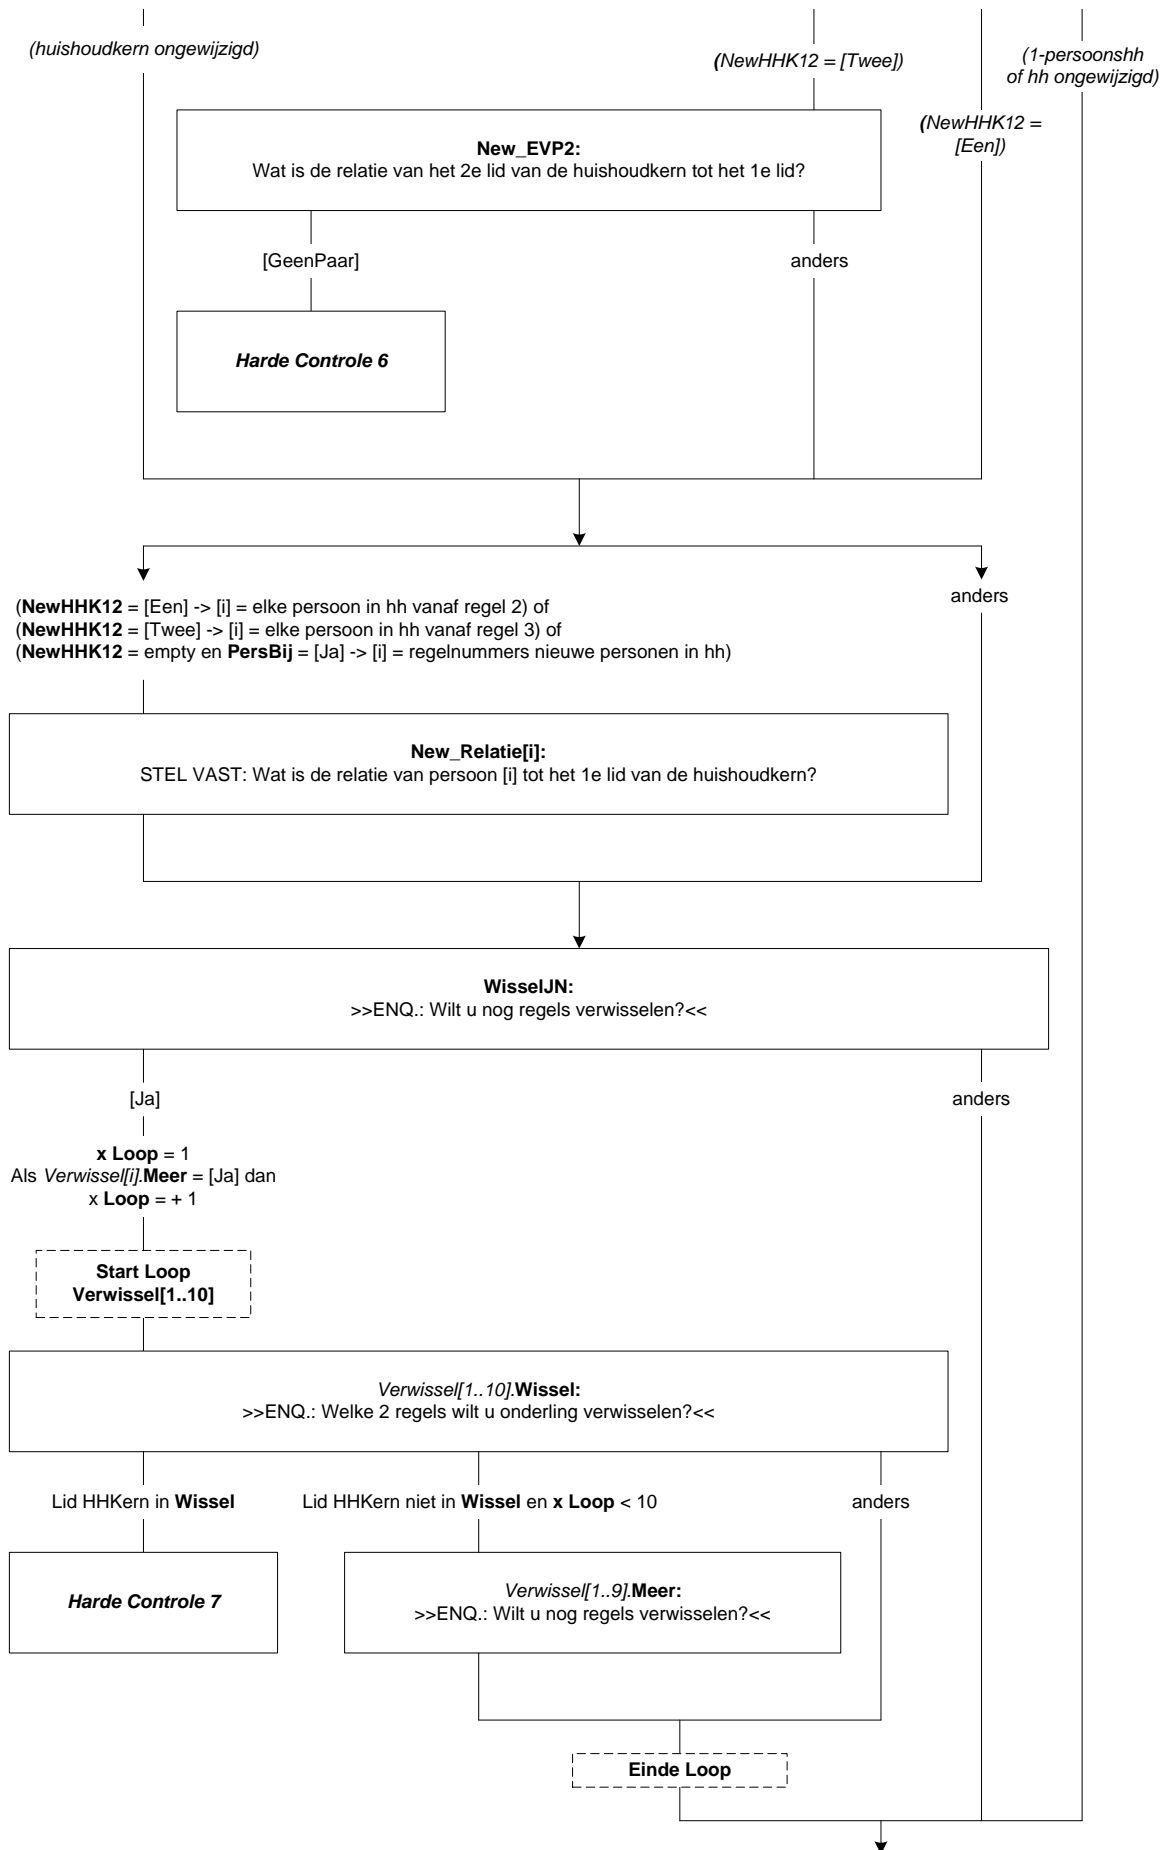 (huishoudkern ongewijzigd)
(NewHHK12 = [Twee])
(1-persoonshh
of hh ongewijzigd)
(NewHHK12 =
[Een])
New_EVP2:
Wat is de relatie van het 2e lid van de huishoudkern tot het 1e lid?
[GeenPaar]
anders
Harde Controle 6
(NewHHK12 = [Een] -> [i] = elke persoon in hh vanaf regel 2) of
(NewHHK12 = [Twee] -> [i] = elke persoon in hh vanaf regel 3) of
(NewHHK12 = empty en PersBij = [Ja] -> [i] = regelnummers nieuwe personen in hh)
anders
New_Relatie[i]:
STEL VAST: Wat is de relatie van persoon [i] tot het 1e lid van de huishoudkern?
WisselJN:
>>ENQ.: Wilt u nog regels verwisselen?<<
[Ja]
anders
x Loop = 1
Als Verwissel[i].Meer = [Ja] dan
x Loop = + 1
Start Loop
Verwissel[1..10]
Verwissel[1..10].Wissel:
>>ENQ.: Welke 2 regels wilt u onderling verwisselen?<<
Lid HHKern in Wissel
Lid HHKern niet in Wissel en x Loop < 10
anders
Harde Controle 7
Verwissel[1..9].Meer:
>>ENQ.: Wilt u nog regels verwisselen?<<
Einde Loop